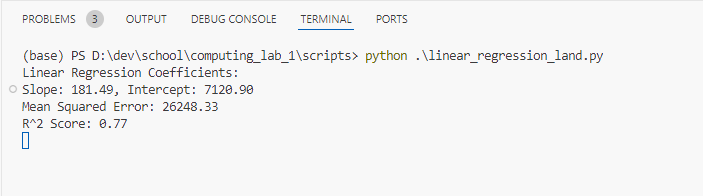 PROBLEMS 3 OUTPUT DEBUG CONSOLE TERMINAL PORTS
(base) PS D:\dev\school\computing_lab_1\scripts> python .\linear_regression_land.py
Linear Regression Coefficients:
Slope: 181.49, Intercept: 7120.90
Mean Squared Error: 26248.33
R^2 Score: 0.77